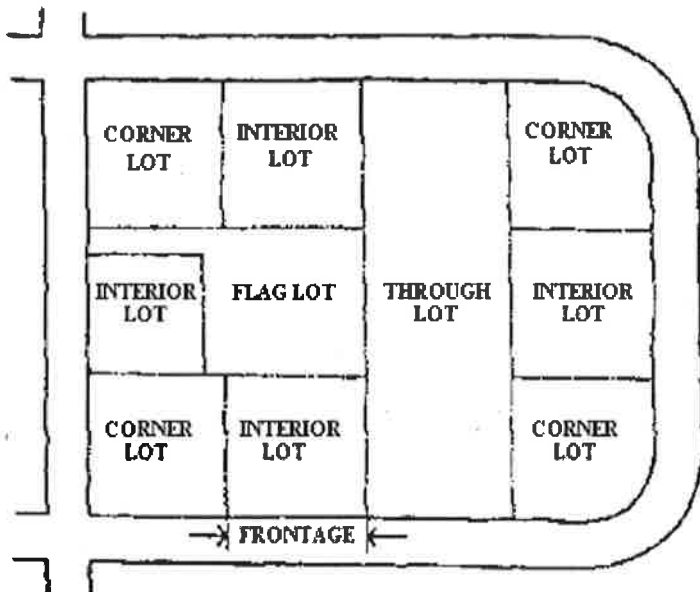 CORNER
LOT
INTERIOR
LOT
CORNER
LOT
INTERIOR
LOT
FLAG LOT
THROUGH
LOT
INTERIOR
LOT
CORNER
LOT
INTERIOR
LOT
CORNER
LOT
FRONTAGE